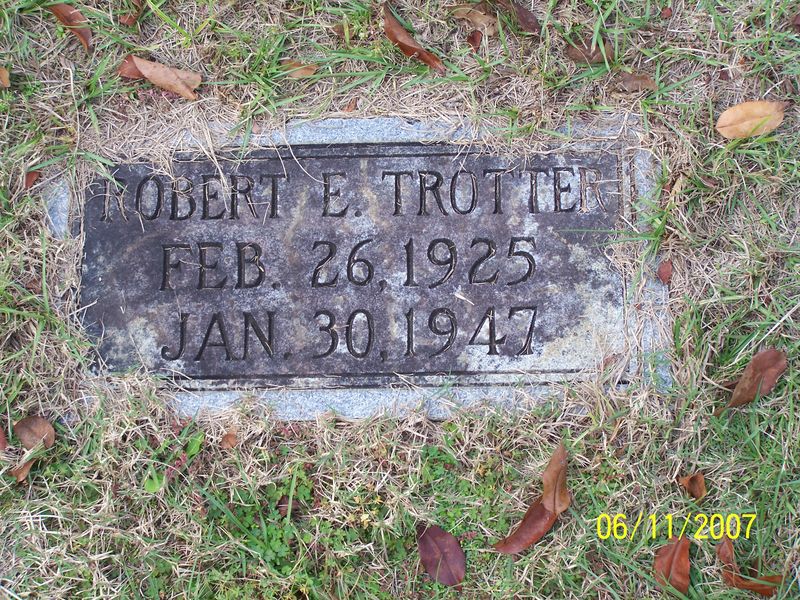 ROBERT E. TROTTER
FEB. 26, 1925
JAN. 30, 1947
06/11/2007